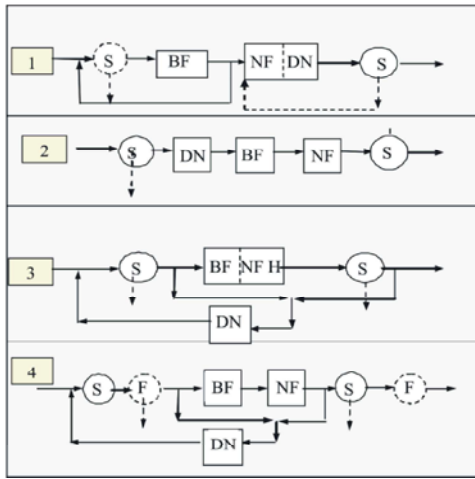 1 S BF NF DN S
2 S DN BF NF S
3 S BF NF H S
DN
4 S F BF NF S F
DN